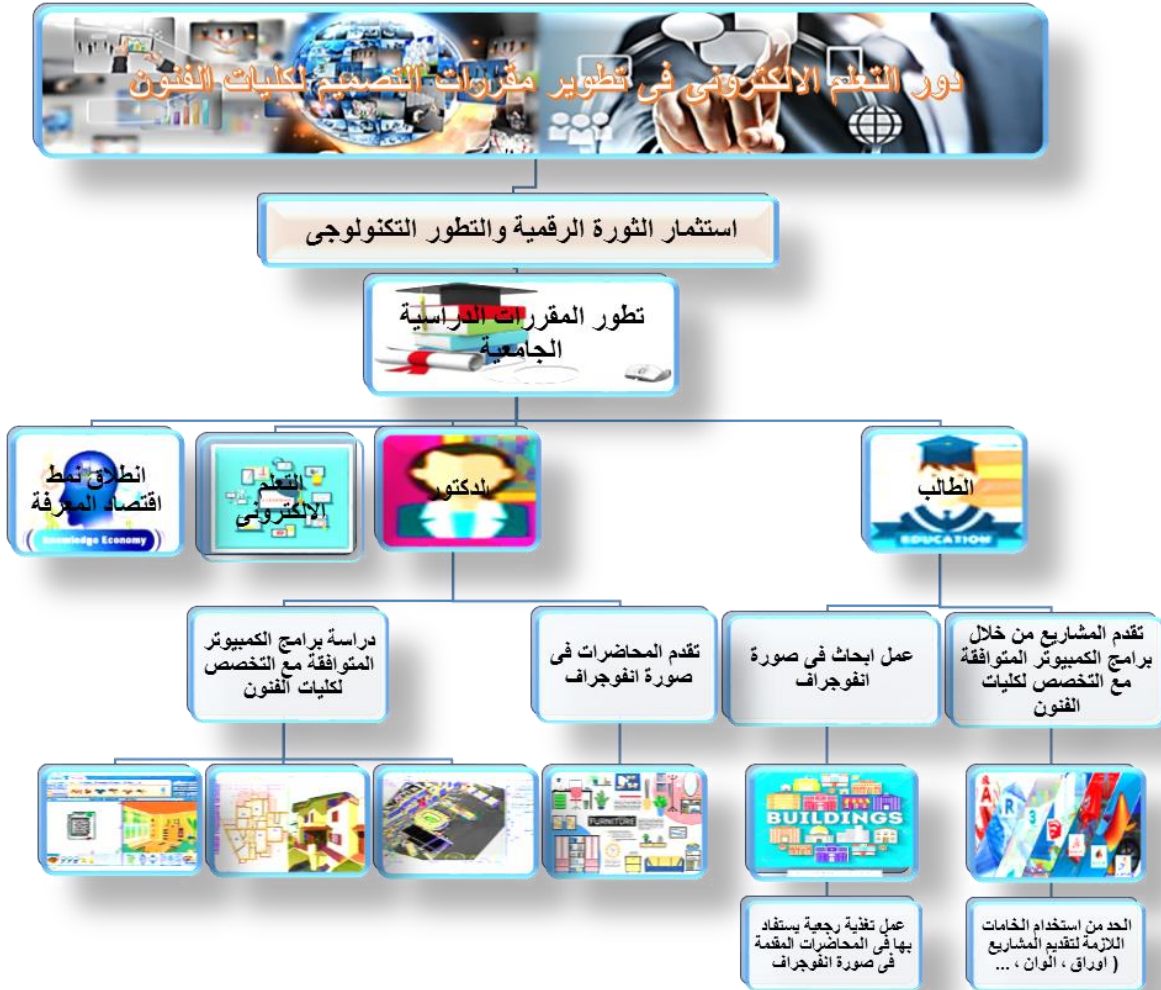 دور التعلم الالكترونى فى تطوير مقررات التصميم لكليات الفنون
استثمار الثورة الرقمية والتطور التكنولوجى
تطور المقررات الدراسية
الجامعية
الطالب
EDUCATION
لدكتور
التعلم
الالكترونى
انطلاق نمط
اقتصاد المعرفة
Knowledge Economy
تقدم المشاريع من خلال
برامج الكمبيوتر المتوافقة
مع التخصص لكليات
الفنون
عمل ابحاث فى صورة
انفوجراف
تقدم المحاضرات فى
صورة انفوجراف
دراسة برامج الكمبيوتر
المتوافقة مع التخصص
لكليات الفنون
BUILDINGS
FURNITURE
الحد من استخدام الخامات
اللازمة لتقديم المشاريع
( اوراق ، الوان ، ...
عمل تغذية رجعية يستفاد
بها فى المحاضرات المقدمة
فى صورة انفوجراف